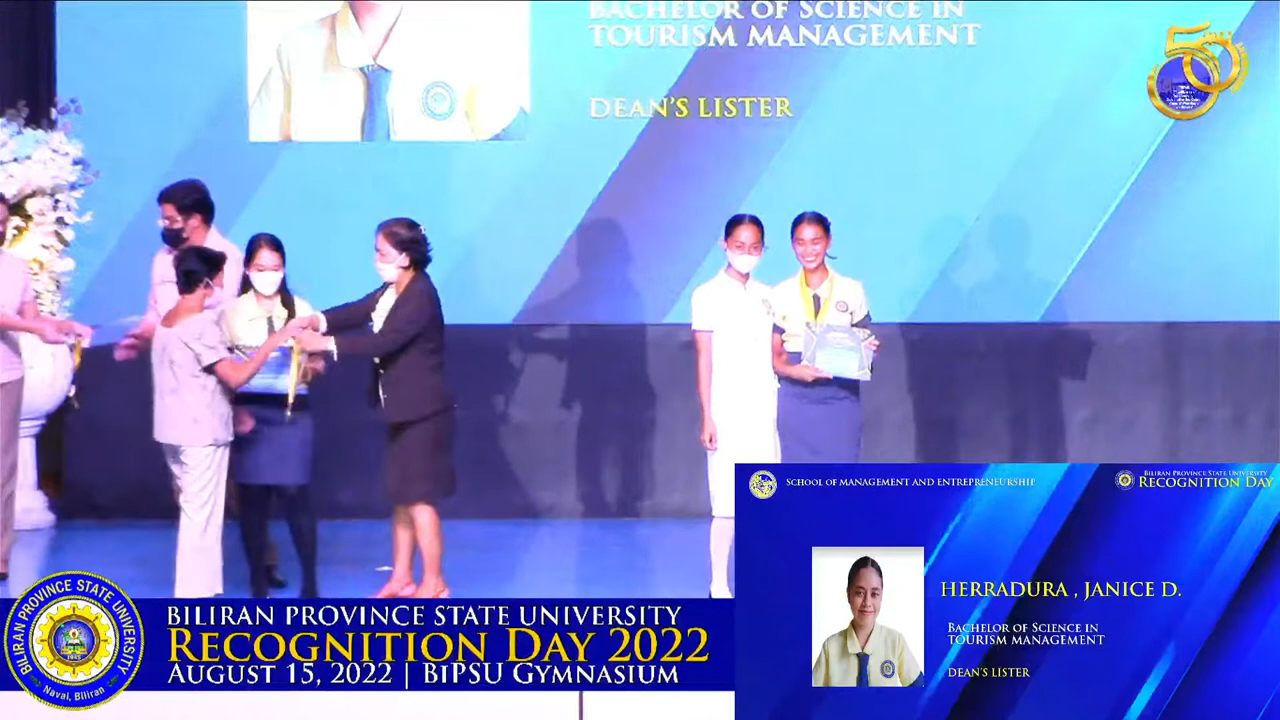 BACHELOR OF SCIENCE IN
TOURISM MANAGEMENT
DEAN'S LISTER
50
SCHOOL OF MANAGEMENT AND ENTREPRENEURSHIP
BILIRAN PROVINCE STATE UNIVERSITY
RECOGNITION DAY
HERRADURA , JANICE D.
BACHELOR OF SCIENCE IN
TOURISM MANAGEMENT
DEAN'S LISTER
BILIRAN PROVINCE STATE UNIVERSITY
Naval, Biliran
BILIRAN PROVINCE STATE UNIVERSITY
RECOGNITION DAY 2022
AUGUST 15, 2022 | BIPSU GYMNASIUM